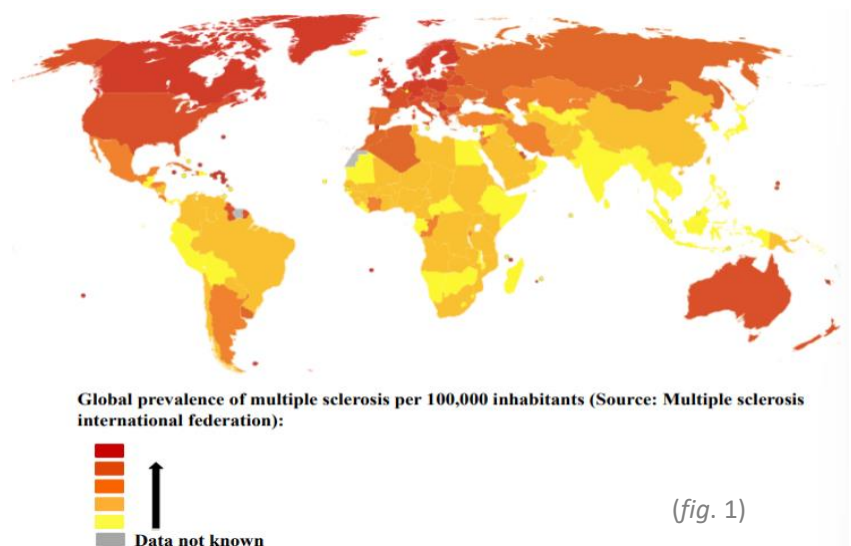 Global prevalence of multiple sclerosis per 100,000 inhabitants (Source: Multiple sclerosis
international federation):
(fig. 1)
Data not known